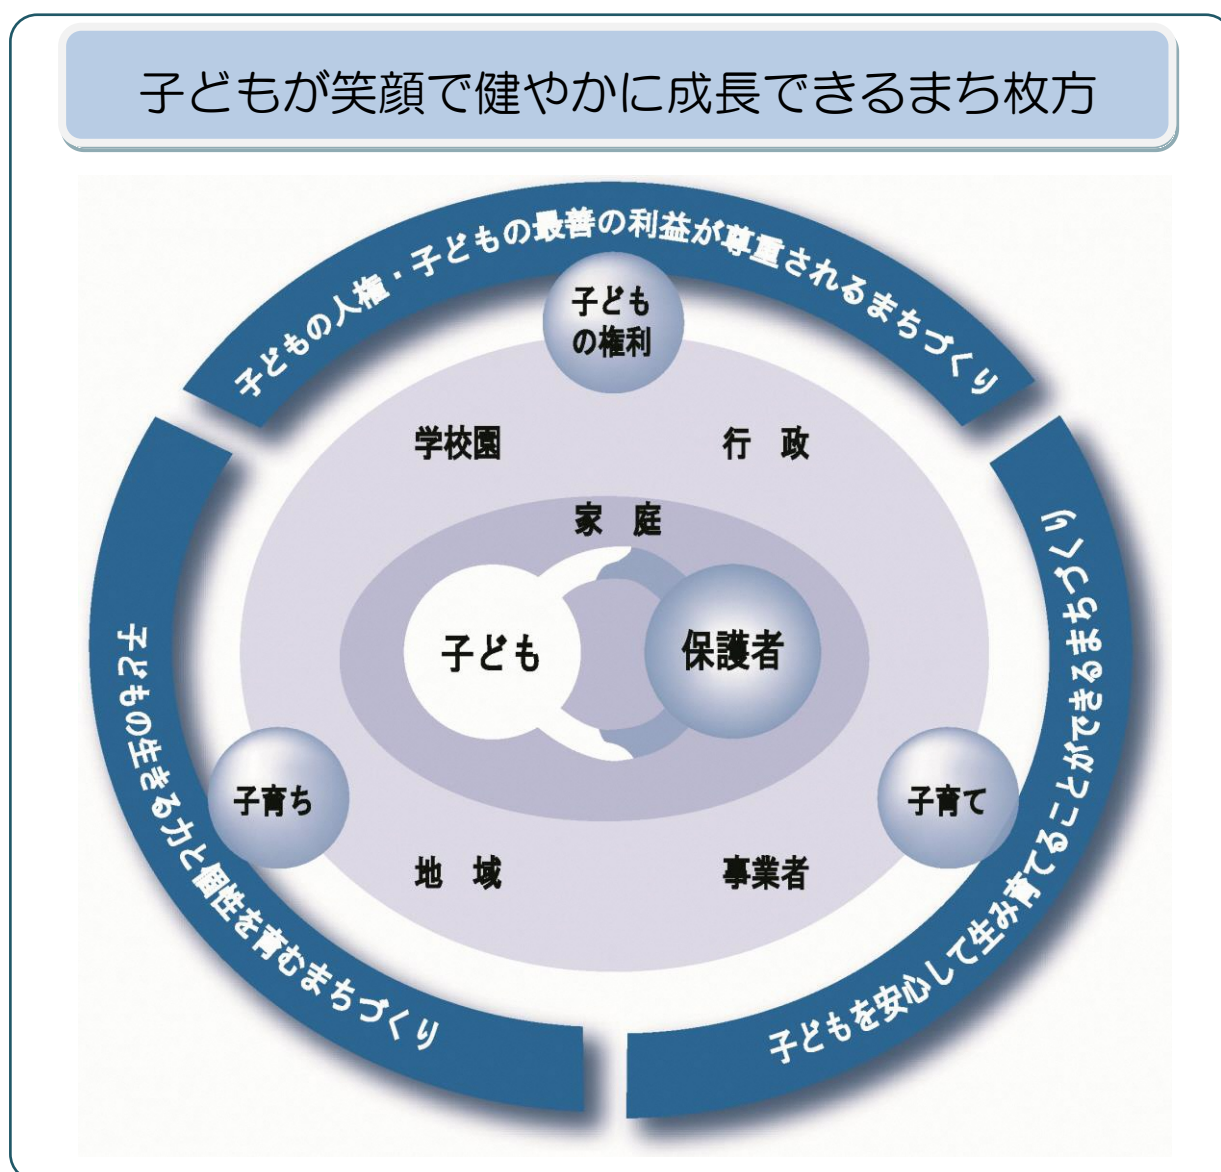 子どもが笑顔で健やかに成長できるまち枚方
子どもの人権・子どもの最善の利益が尊重されるまちづくり
子ども
の権利
学校園
行　政
家　庭
子ども
保護者
子育ち
子育て
地　域
事業者
子どもの生きる力と個性を育むまちづくり
子どもを安心して生み育てることができるまちづくり